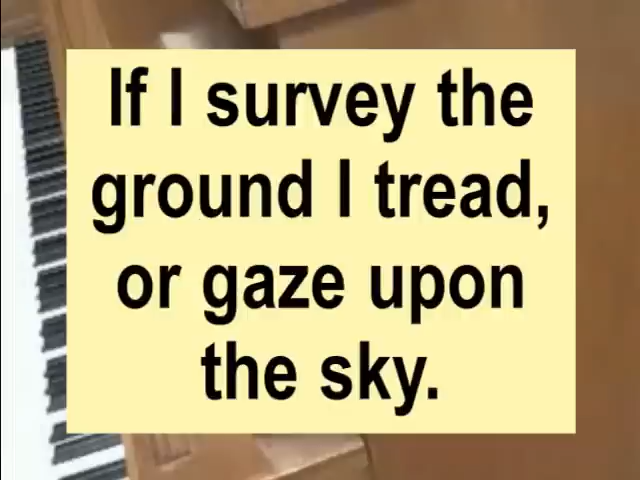 If I survey the
ground I tread,
or gaze upon
the sky.